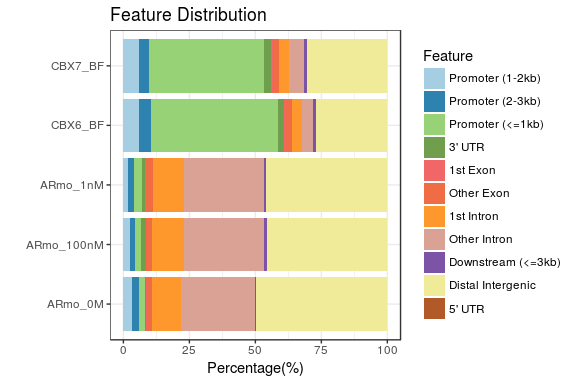 Feature Distribution
CBX7_BF
CBX6_BF
ARmo_1nM
ARmo_100nM
ARmo_0M
0 25 50 75 100
Percentage(%)
Feature
Promoter (1-2kb)
Promoter (2-3kb)
Promoter (<=1kb)
3' UTR
1st Exon
Other Exon
1st Intron
Other Intron
Downstream (<=3kb)
Distal Intergenic
5' UTR